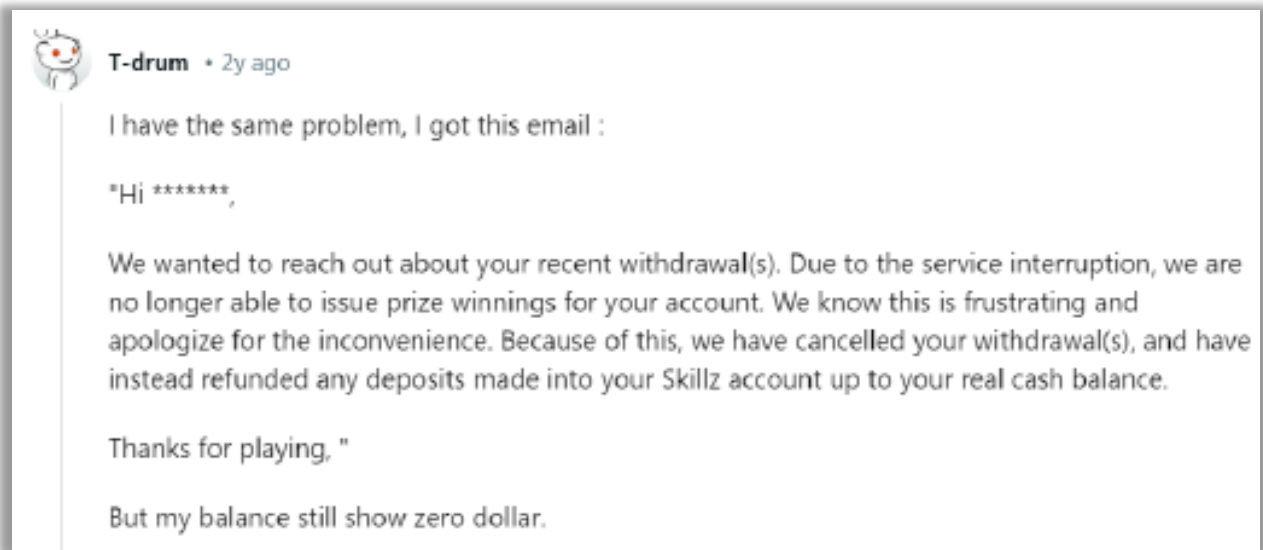 T-drum • 2y ago
I have the same problem, I got this email :
"Hi *******,
We wanted to reach out about your recent withdrawal(s). Due to the service interruption, we are
no longer able to issue prize winnings for your account. We know this is frustrating and
apologize for the inconvenience. Because of this, we have cancelled your withdrawal(s), and have
instead refunded any deposits made into your Skillz account up to your real cash balance.
Thanks for playing, "
But my balance still show zero dollar.